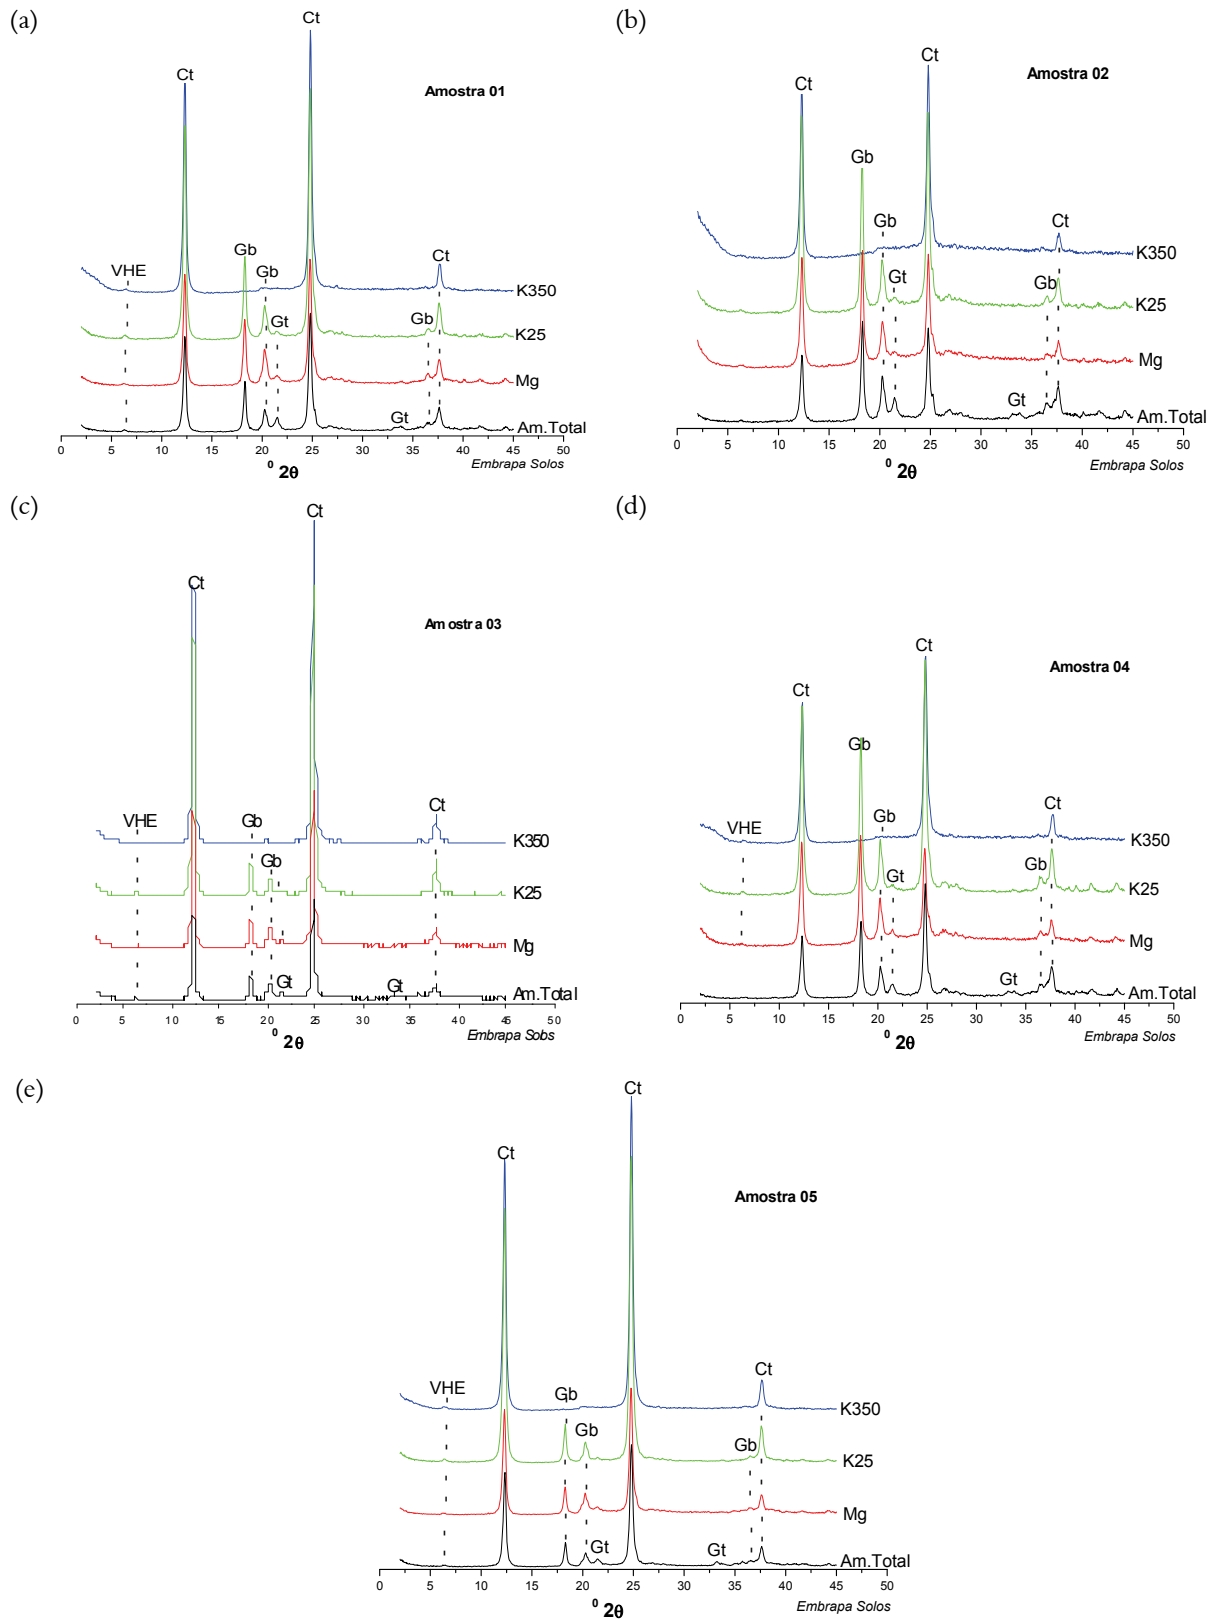 (a)
Ct
Ct
Amostra 01
Gb
VHE
Gb
Ct
K350
Gt
Gb
K25
Mg
Gt
Am.Total
0 5 10 15 20 25 30 35 40 45 50
⁰ 2θ
Embrapa Solos
(b)
Ct
Ct
Amostra 02
Gb
Gb
Ct
K350
Gt
Gb
K25
Mg
Gt
Am.Total
0 5 10 15 20 25 30 35 40 45 50
⁰ 2θ
Embrapa Solos
(c)
Ct
Ct
Am ostr a 03
VHE
Gb
Ct
K350
Gb
K25
Mg
Gt
Gt
Am.Total
0 5 10 15 20 25 30 35 40 45 50
⁰ 2θ
Embrapa Sobs
(d)
Ct
Ct
Amostra 04
Gb
VHE
Gb
Ct
K350
Gt
Gb
K25
Mg
Gt
Am.Total
0 5 10 15 20 25 30 35 40 45 50
⁰ 2θ
Embrapa Solos
(e)
Ct
Ct
Amostra 05
VHE
Gb
Ct
K350
Gb
Gb
K25
Mg
Gt
Gt
Am.Total
0 5 10 15 20 25 30 35 40 45 50
⁰ 2θ
Embrapa Solos